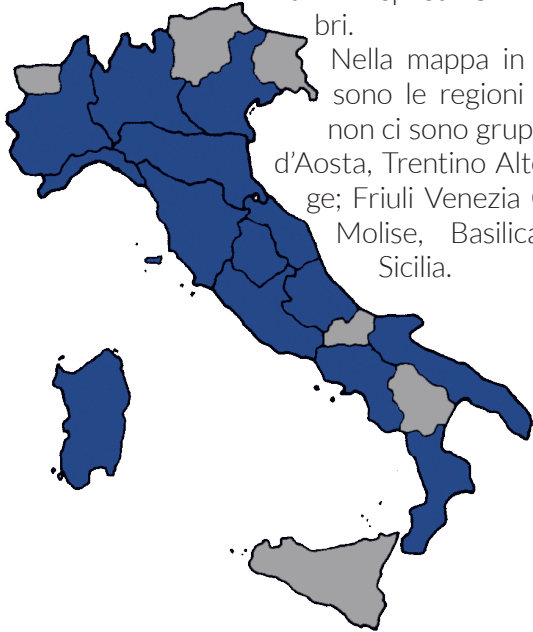 bri.
Nella mappa in
sono le regioni
non ci sono grup
d’Aosta, Trentino Alt
ge; Friuli Venezia
Molise, Basilica
Sicilia.